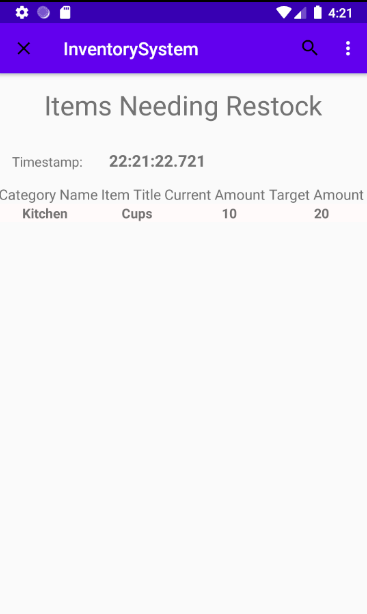 4:21
InventorySystem
Items Needing Restock
Timestamp: 22:21:22.721
Category Name Item Title Current Amount Target Amount
Kitchen Cups 10 20